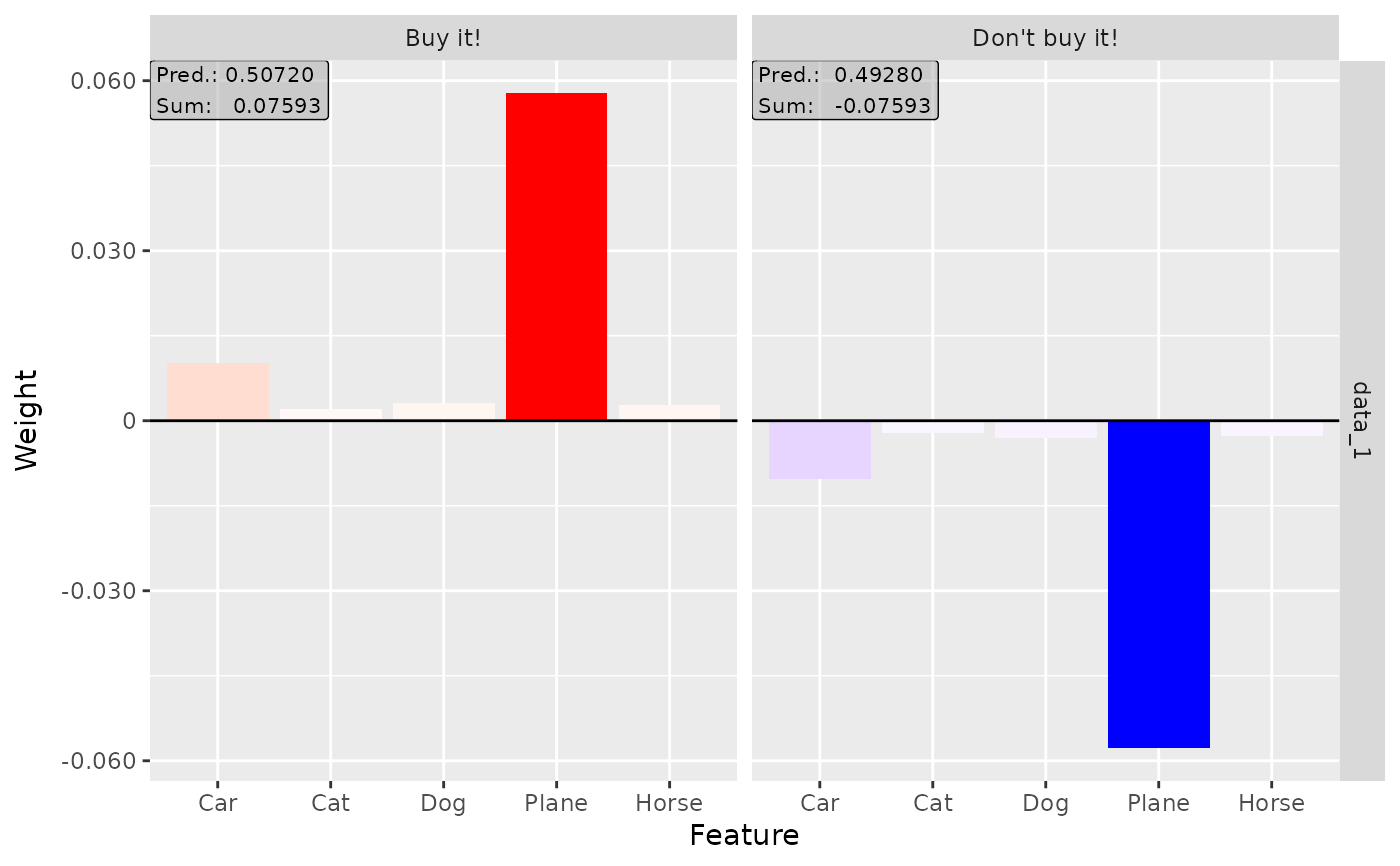 Buy it!
Don't buy it!
Pred.: 0.50720
Sum: 0.07593
Pred.: 0.49280
Sum: -0.07593
0.060
0.030
0
-0.030
-0.060
Weight
data_1
Car Cat Dog Plane Horse
Car Cat Dog Plane Horse
Feature